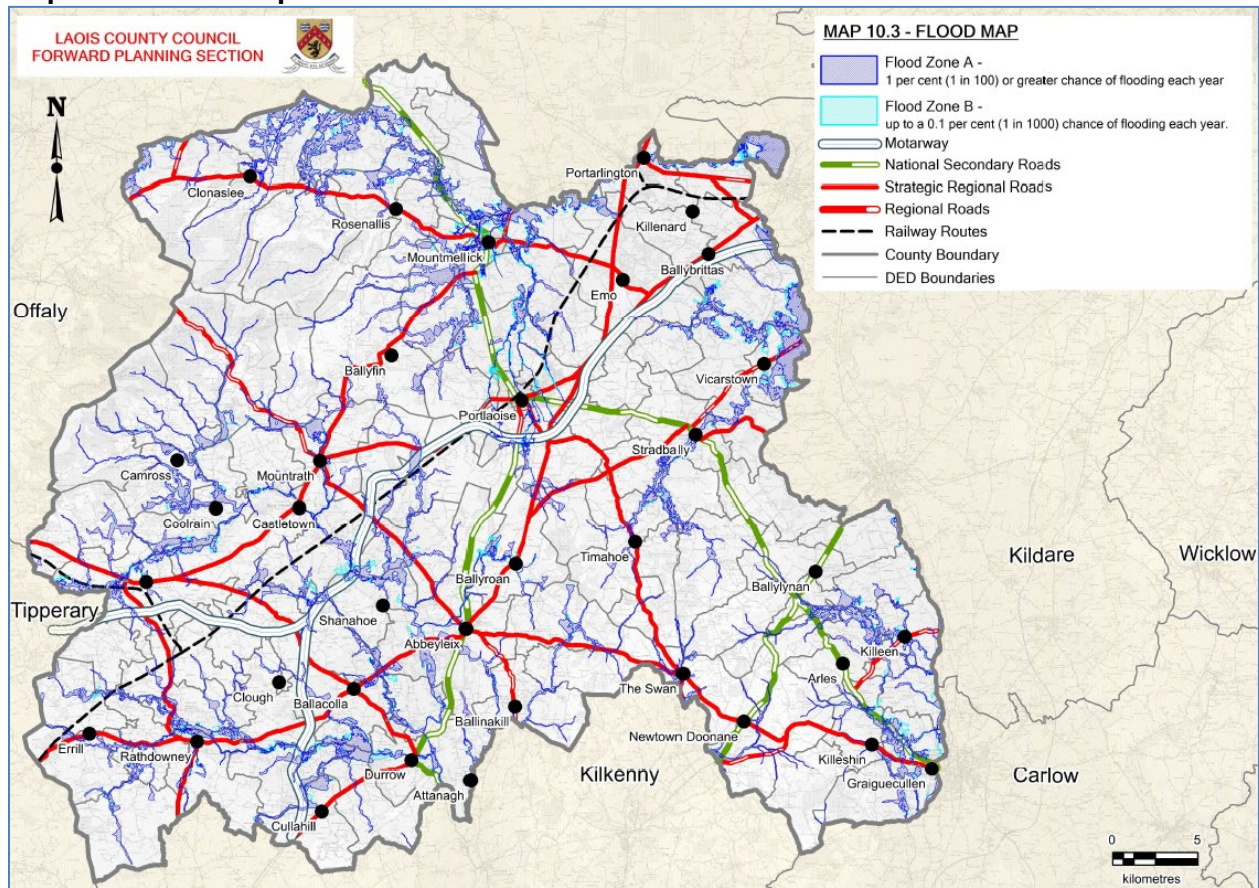 LAOIS COUNTY COUNCIL
FORWARD PLANNING SECTION
MAP 10.3 - FLOOD MAP
Flood Zone A -
1 per cent (1 in 100) or greater chance of flooding each year
Flood Zone B -
up to a 0.1 per cent (1 in 1000) chance of flooding each year.
Motarway
National Secondary Roads
Strategic Regional Roads
Regional Roads
Railway Routes
County Boundary
DED Boundaries
N
Portarlington
Clonaslee
Rosenallis
Killenard
Mountmellick
Ballybrittas
Emo
Offaly
Ballyfin
Vicarstown
Portlaoise
Stradbally
Camross
Mountrath
Coolrain
Castletown
Timahoe
Kildare
Wicklow
Ballyroan
Ballylynan
Tipperary
Shanahoe
Abbeyleix
Killeen
Arles
Clough
The Swan
Ballacolla
Ballinakill
Newtown Doonane
Errill
Rathdowney
Killeshin
Durrow
Kilkenny
Carlow
Graiguecullen
Attanagh
Cullahill
0 5
kilometres